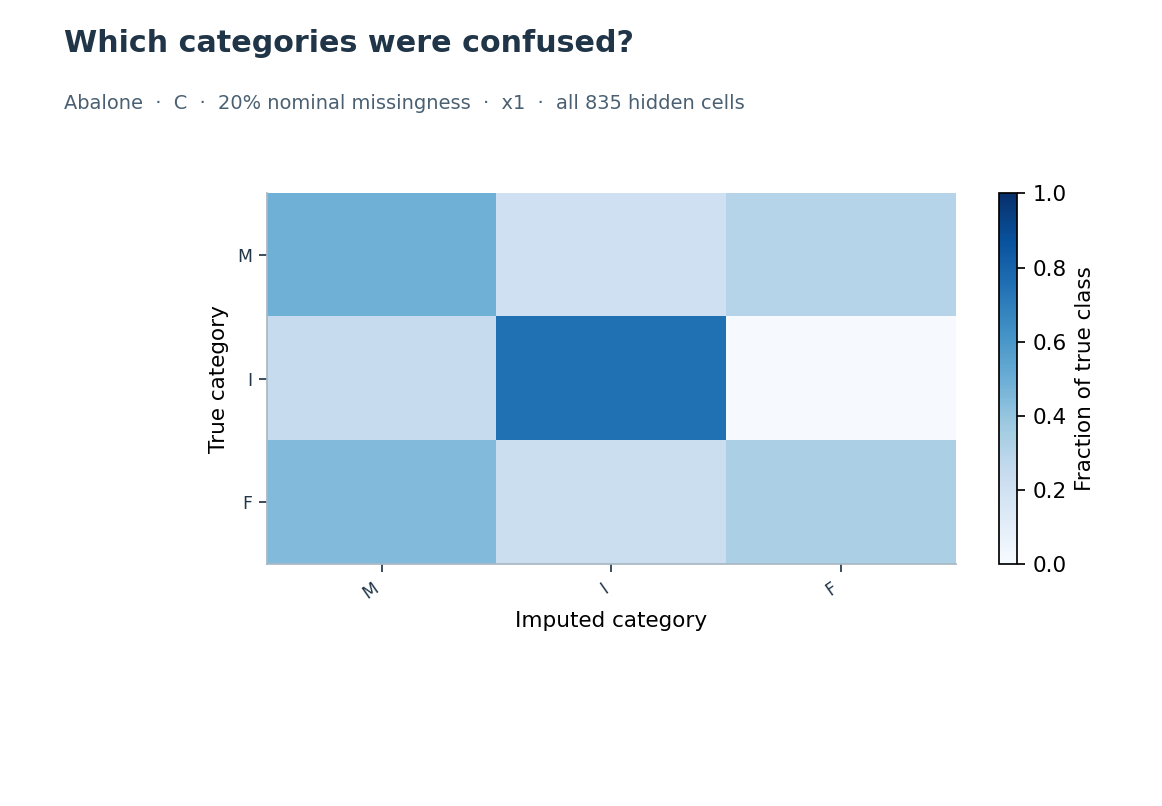 Which categories were confused?
Abalone · C · 20% nominal missingness · x1 · all 835 hidden cells
True category
M
I
F
M
I
F
Imputed category
1.0
0.8
0.6
0.4
0.2
0.0
Fraction of true class